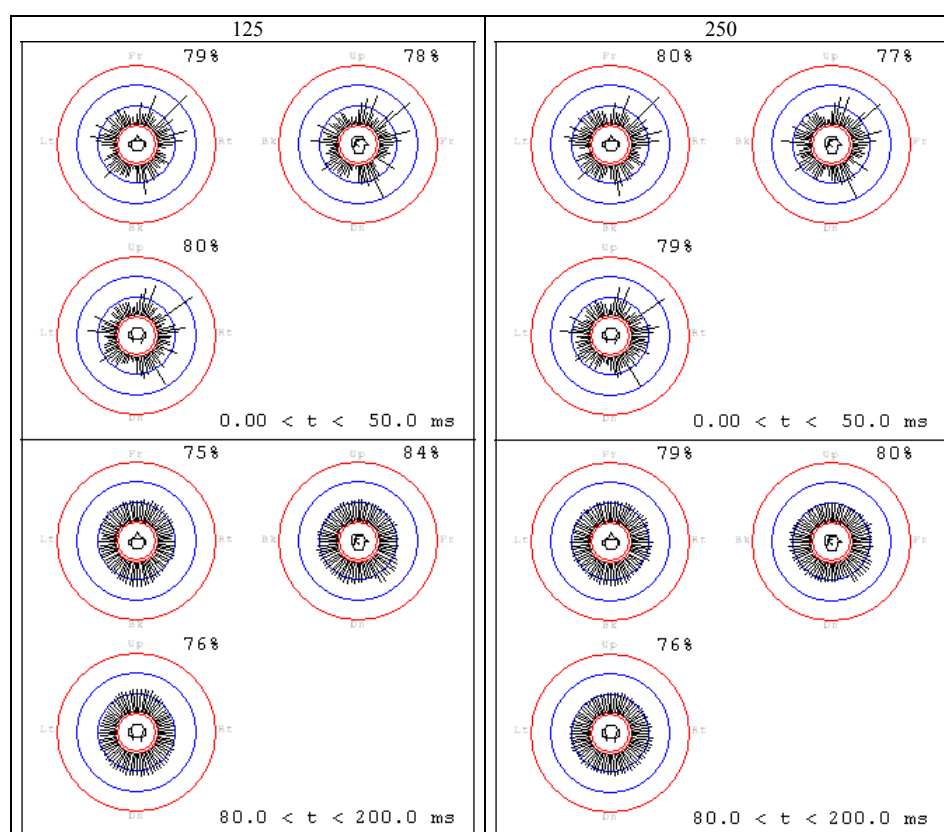 125
250
Fr 79% Up 78%
Lt Rt Bk Fr
Bk Dn
Up 80%
Lt Rt
Dn
0.00 < t < 50.0 ms
Fr 80% Up 77%
Lt Rt Bk Fr
Bk Dn
Up 79%
Lt Rt
Dn
0.00 < t < 50.0 ms
Fr 75% Up 84%
Lt Rt Bk Fr
Bk Dn
Up 76%
Lt Rt
Dn
80.0 < t < 200.0 ms
Fr 79% Up 80%
Lt Rt Bk Fr
Bk Dn
Up 76%
Lt Rt
Dn
80.0 < t < 200.0 ms